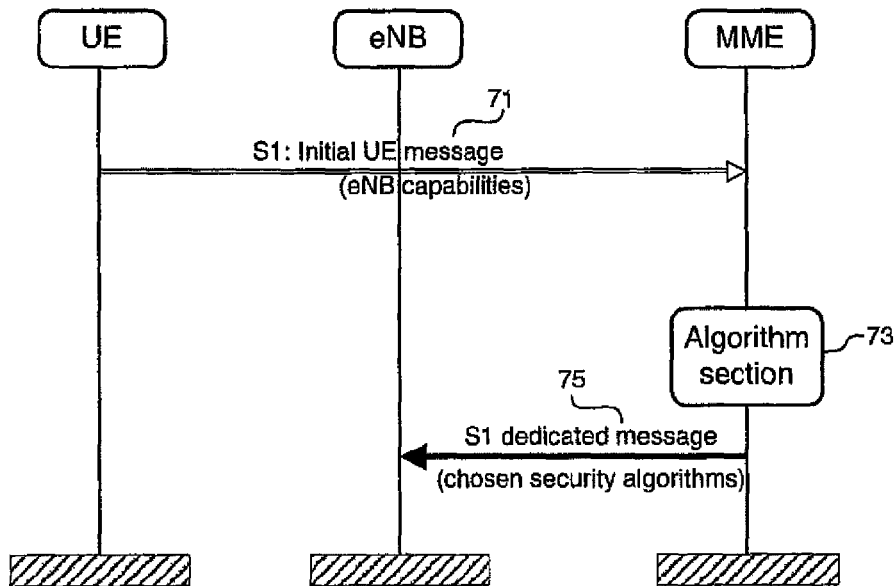 UE
eNB
MME
71
S1: Initial UE message
(eNB capabilities)
Algorithm
section
73
75
S1 dedicated message
(chosen security algorithms)